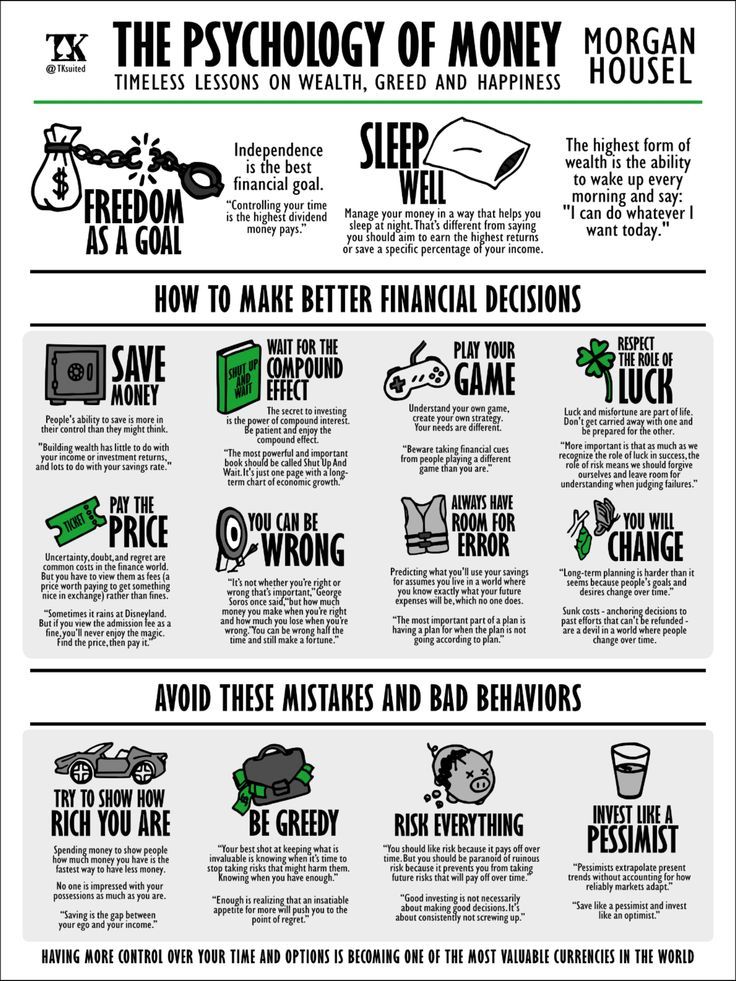 TK
@TKsuited
THE PSYCHOLOGY OF MONEY
TIMELESS LESSONS ON WEALTH, GREED AND HAPPINESS
MORGAN
HOUSEL
$
FREEDOM
AS A GOAL
Independence
is the best
financial goal.
“Controlling your time
is the highest dividend
money pays.”
SLEEP
WELL
Manage your money in a way that helps you
sleep at night. That's different from saying
you should aim to earn the highest returns
or save a specific percentage of your income.
The highest form of
wealth is the ability
to wake up every
morning and say:
"I can do whatever I
want today."
HOW TO MAKE BETTER FINANCIAL DECISIONS
SAVE
MONEY
People's ability to save is more in
their control than they might think.
"Building wealth has little to do with
your income or investment returns,
and lots to do with your savings rate."
SHUT UP
AND
WAIT
WAIT FOR THE
COMPOUND
EFFECT
The secret to investing
is the power of compound interest.
Be patient and enjoy the
compound effect.
“The most powerful and important
book should be called Shut Up And
Wait. It's just one page with a long-
term chart of economic growth.”
PLAY YOUR
GAME
Understand your own game,
create your own strategy.
Your needs are different.
“Beware taking financial cues
from people playing a different
game than you are.”
RESPECT
THE ROLE OF
LUCK
Luck and misfortune are part of life.
Don't get carried away with one and
be prepared for the other.
“More important is that as much as we
recognize the role of luck in success, the
role of risk means we should forgive
ourselves and leave room for
understanding when judging failures.”
TICKET
PAY THE
PRICE
Uncertainty, doubt, and regret are
common costs in the finance world.
But you have to view them as fees (a
price worth paying to get something
nice in exchange) rather than fines.
“Sometimes it rains at Disneyland.
But if you view the admission fee as a
fine, you'll never enjoy the magic.
Find the price, then pay it.”
YOU CAN BE
WRONG
“It's not whether you're right or
wrong that's important,” George
Soros once said, “but how much
money you make when you're right
and how much you lose when you're
wrong.”You can be wrong half the
time and still make a fortune.”
ALWAYS HAVE
ROOM FOR
ERROR
Predicting what you'll use your savings
for assumes you live in a world where
you know exactly what your future
expenses will be, which no one does.
“The most important part of a plan is
having a plan for when the plan is not
going according to plan.”
YOU WILL
CHANGE
“Long-term planning is harder than it
seems because people's goals and
desires change over time.”
Sunk costs - anchoring decisions to
past efforts that can't be refunded -
are a devil in a world where people
change over time.
AVOID THESE MISTAKES AND BAD BEHAVIORS
TRY TO SHOW HOW
RICH YOU ARE
Spending money to show people
how much money you have is the
fastest way to have less money.
No one is impressed with your
possessions as much as you are.
“Saving is the gap between
your ego and your income.”
BE GREEDY
“Your best shot at keeping what is
invaluable is knowing when it's time to
stop taking risks that might harm them.
Knowing when you have enough.”
“Enough is realizing that an insatiable
appetite for more will push you to the
point of regret.”
RISK EVERYTHING
“You should like risk because it pays off over
time. But you should be paranoid of ruinous
risk because it prevents you from taking
future risks that will pay off over time.”
“Good investing is not necessarily
about making good decisions. It's
about consistently not screwing up.”
INVEST LIKE A
PESSIMIST
“Pessimists extrapolate present
trends without accounting for how
reliably markets adapt.”
“Save like a pessimist and invest
like an optimist.”
HAVING MORE CONTROL OVER YOUR TIME AND OPTIONS IS BECOMING ONE OF THE MOST VALUABLE CURRENCIES IN THE WORLD